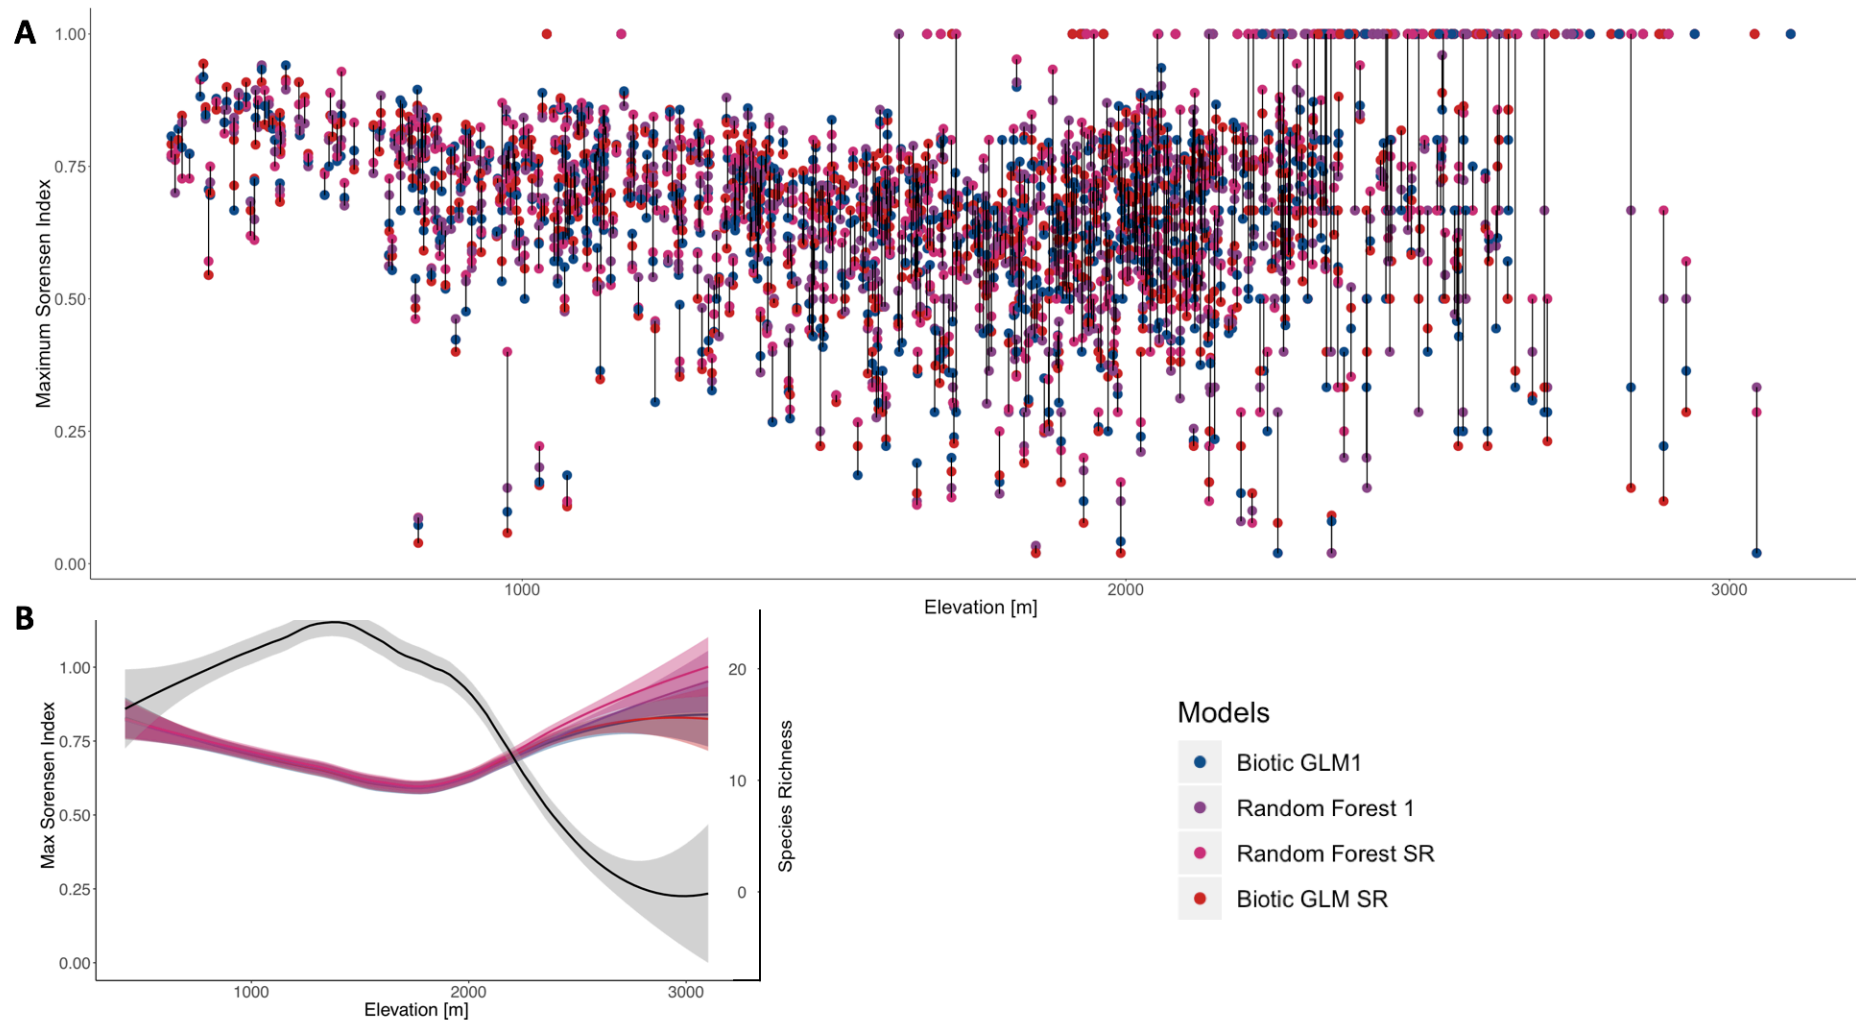 A
1.00
0.75
0.50
0.25
0.00
Maximum Sorensen Index
1000
2000
3000
Elevation [m]
B
1.00
0.75
0.50
0.25
0.00
Max Sorensen Index
20
10
0
Species Richness
1000
2000
3000
Elevation [m]
Models
Biotic GLM1
Random Forest 1
Random Forest SR
Biotic GLM SR